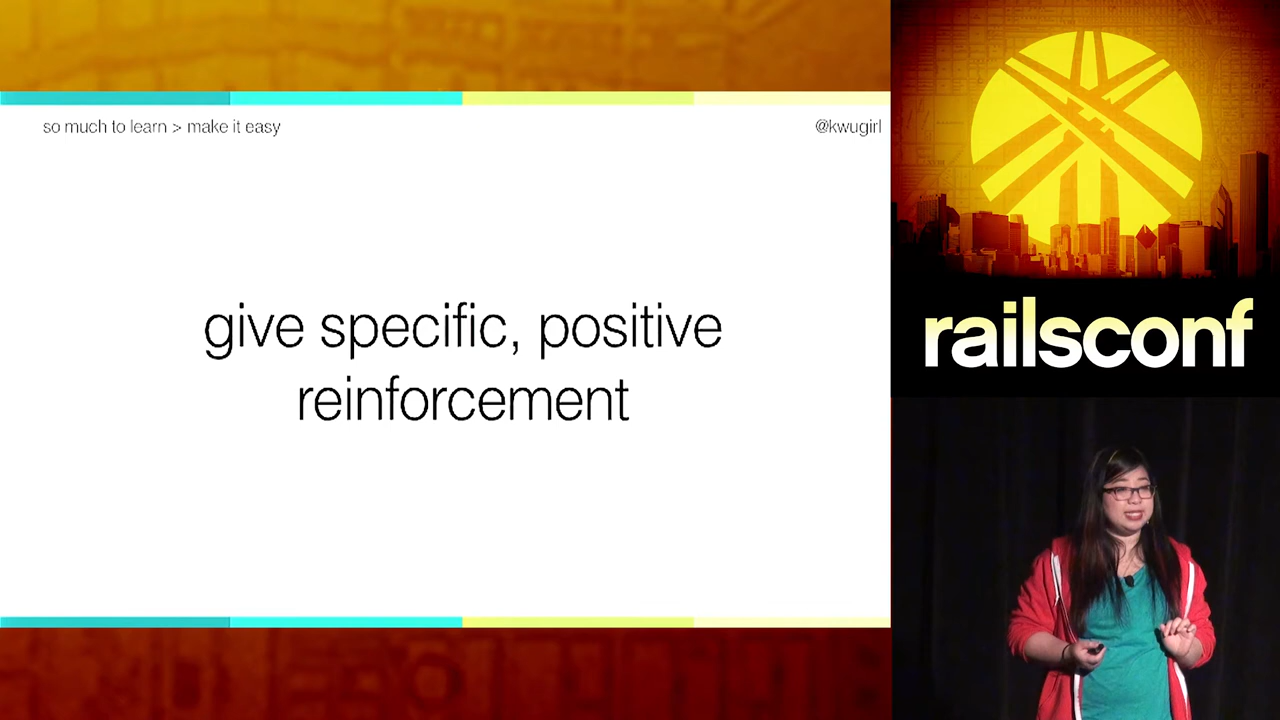 so much to learn > make it easy
@kwugirl
give specific, positive
reinforcement
railsconf